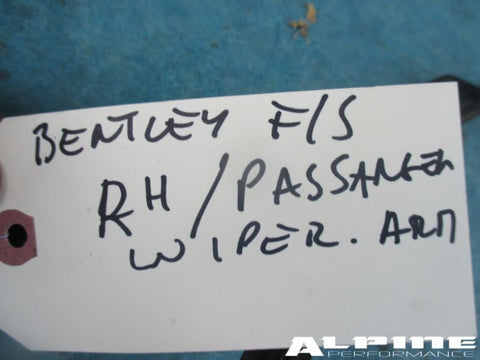 BENTLEY F/S
RH / PASSANGER
WIPER. ARM
ALPINE
PERFORMANCE